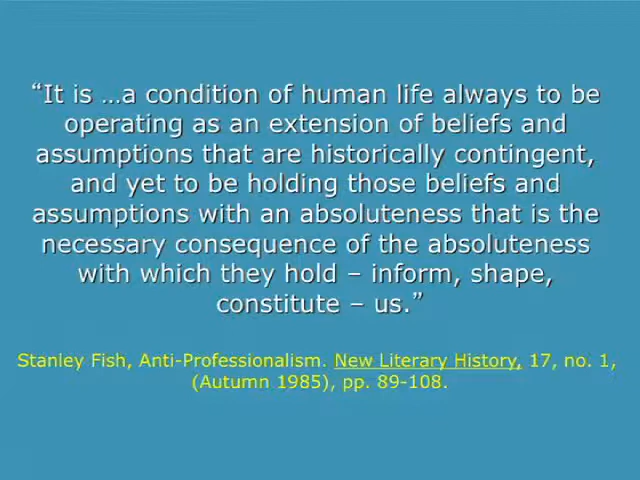 “It is …a condition of human life always to be
operating as an extension of beliefs and
assumptions that are historically contingent,
and yet to be holding those beliefs and
assumptions with an absoluteness that is the
necessary consequence of the absoluteness
with which they hold – inform, shape,
constitute – us.”
Stanley Fish, Anti-Professionalism. New Literary History, 17, no. 1,
(Autumn 1985), pp. 89-108.